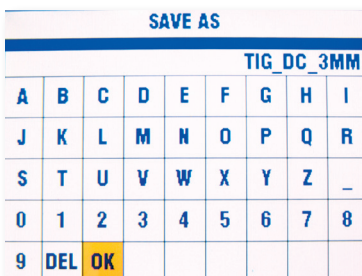 SAVE AS
TIG_DC_3MM
A B C D E F G H I
J K L M N O P Q R
S T U V W X Y Z _
0 1 2 3 4 5 6 7 8
9 DEL OK